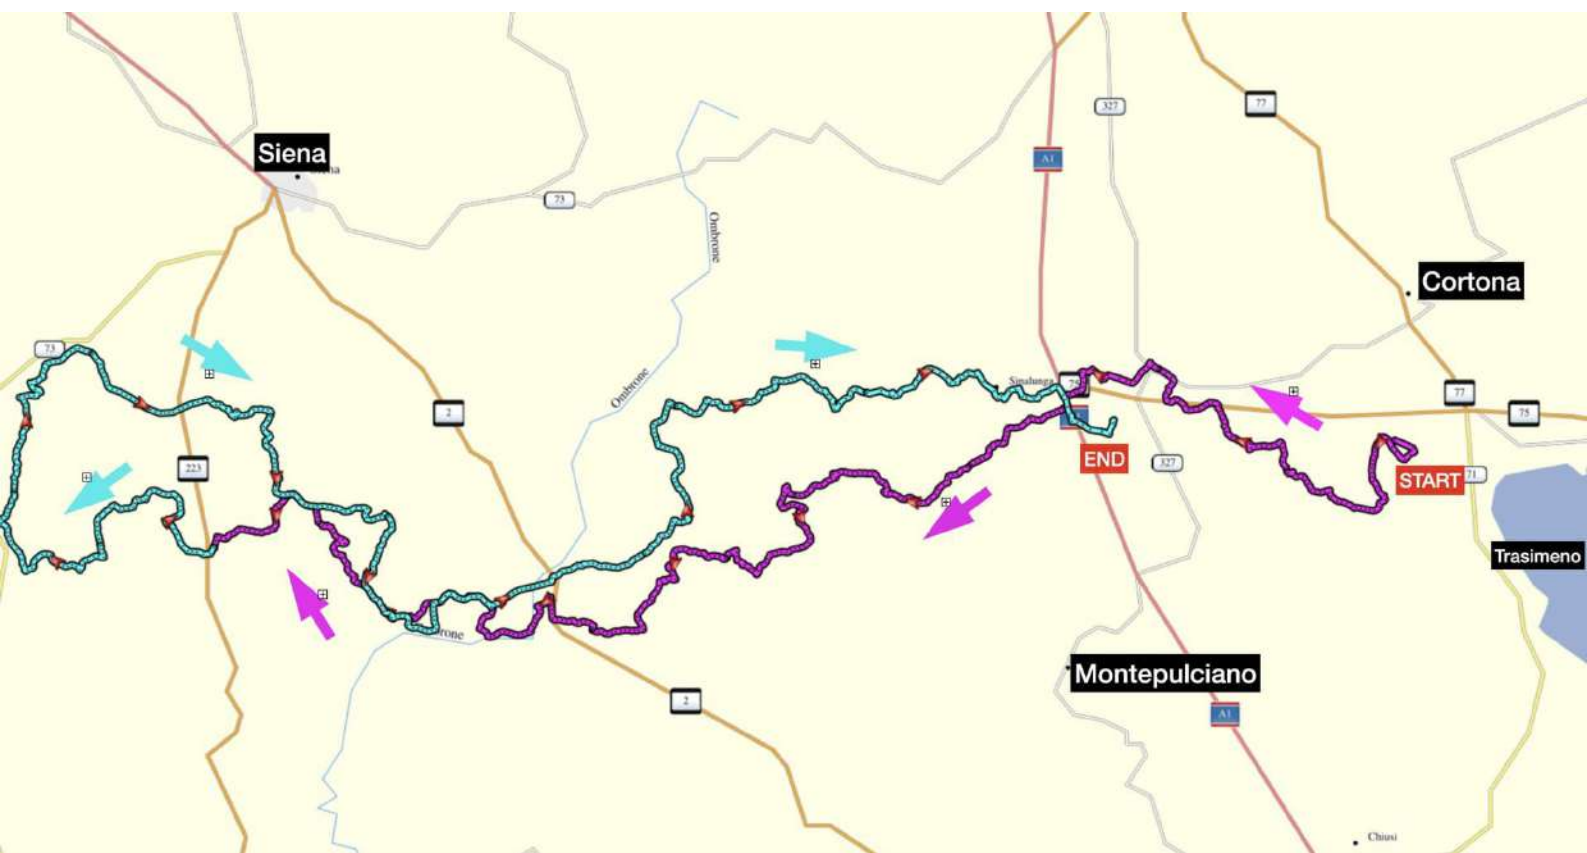 327
77
Siena
A1
73
Ombrone
Cortona
73
Ombrone
Sinalunga
75
77
2
75
END
223
327
START
71
Trasimeno
Montepulciano
2
A1
Chiusi